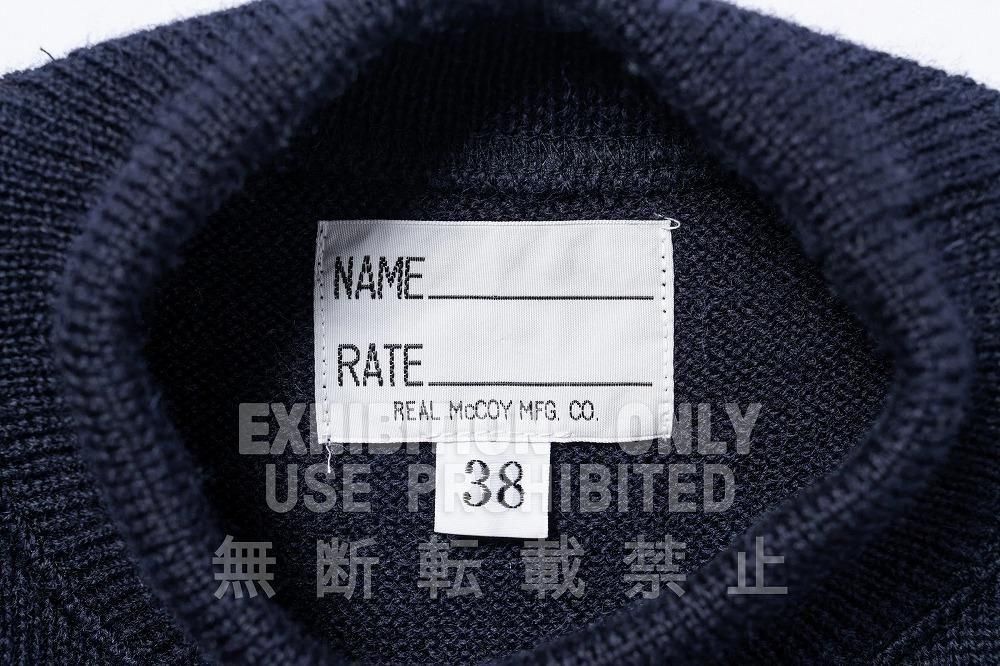 NAME
RATE
REAL McCOY MFG. CO.
EXHIBITION ONLY
USE PROHIBITED
38
無断転載禁止